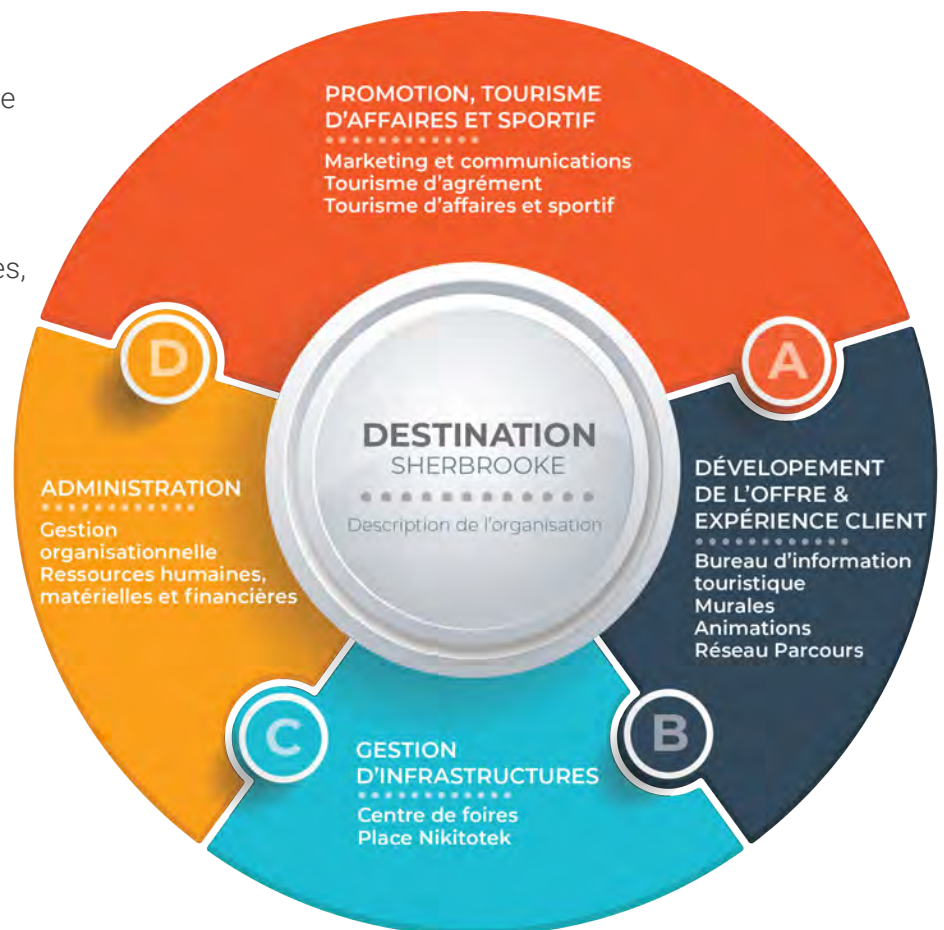 e
es,
PROMOTION, TOURISME
D'AFFAIRES ET SPORTIF
Marketing et communications
Tourisme d'agrément
Tourisme d'affaires et sportif
A
DÉVELOPEMENT
DE L'OFFRE &
EXPÉRIENCE CLIENT
Bureau d'information
touristique
Murales
Animations
Réseau Parcours
B
GESTION
D'INFRASTRUCTURES
Centre de foires
Place Nikitotek
C
ADMINISTRATION
Gestion
organisationnelle
Ressources humaines,
matérielles et financières
D
DESTINATION
SHERBROOKE
Description de l'organisation